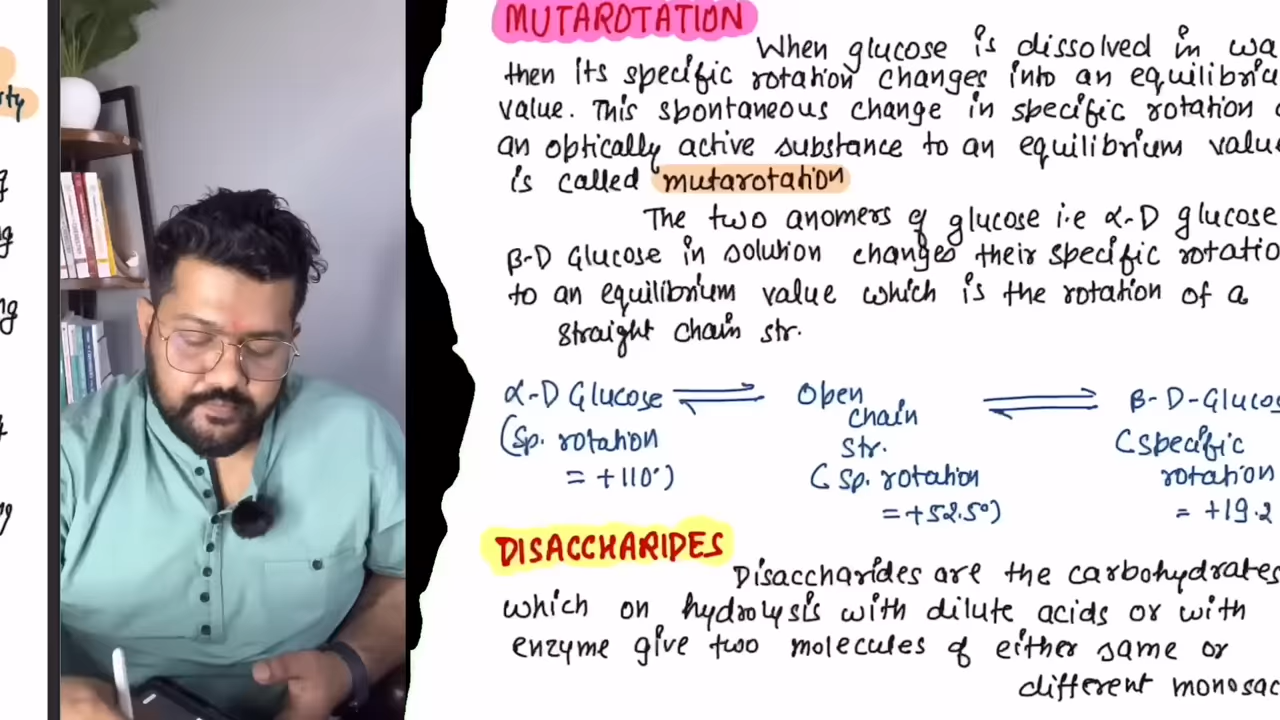 rty
g
ng
ng
MUTAROTATION
When glucose is dissolved in wa
then its specific rotation changes into an equilibriu
value. This spontaneous change in specific rotation
an optically active substance to an equilibrium value
is called mutarotation
The two anomers of glucose i.e α-D glucose
β-D Glucose in solution changes their specific rotatio
to an equilibrium value which is the rotation of a
straight chain str.
α-D Glucose ⇌ Open chain str. ⇌ β-D-Glucos
(Sp. rotation = +110°) (Sp. rotation = +52.5°) (specific rotation = +19.2
DISACCHARIDES
Disaccharides are the carbohydrates
which on hydrolysis with dilute acids or with
enzyme give two molecules of either same or
different monosac